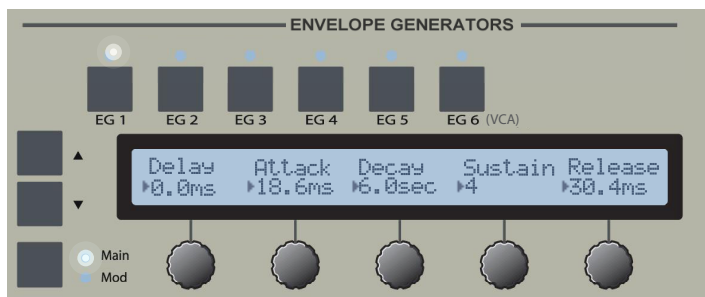 ENVELOPE GENERATORS
EG 1 EG 2 EG 3 EG 4 EG 5 EG 6 (VCA)
Delay Attack Decay Sustain Release
0.0ms 18.6ms 6.0sec 4 30.4ms
Main
Mod